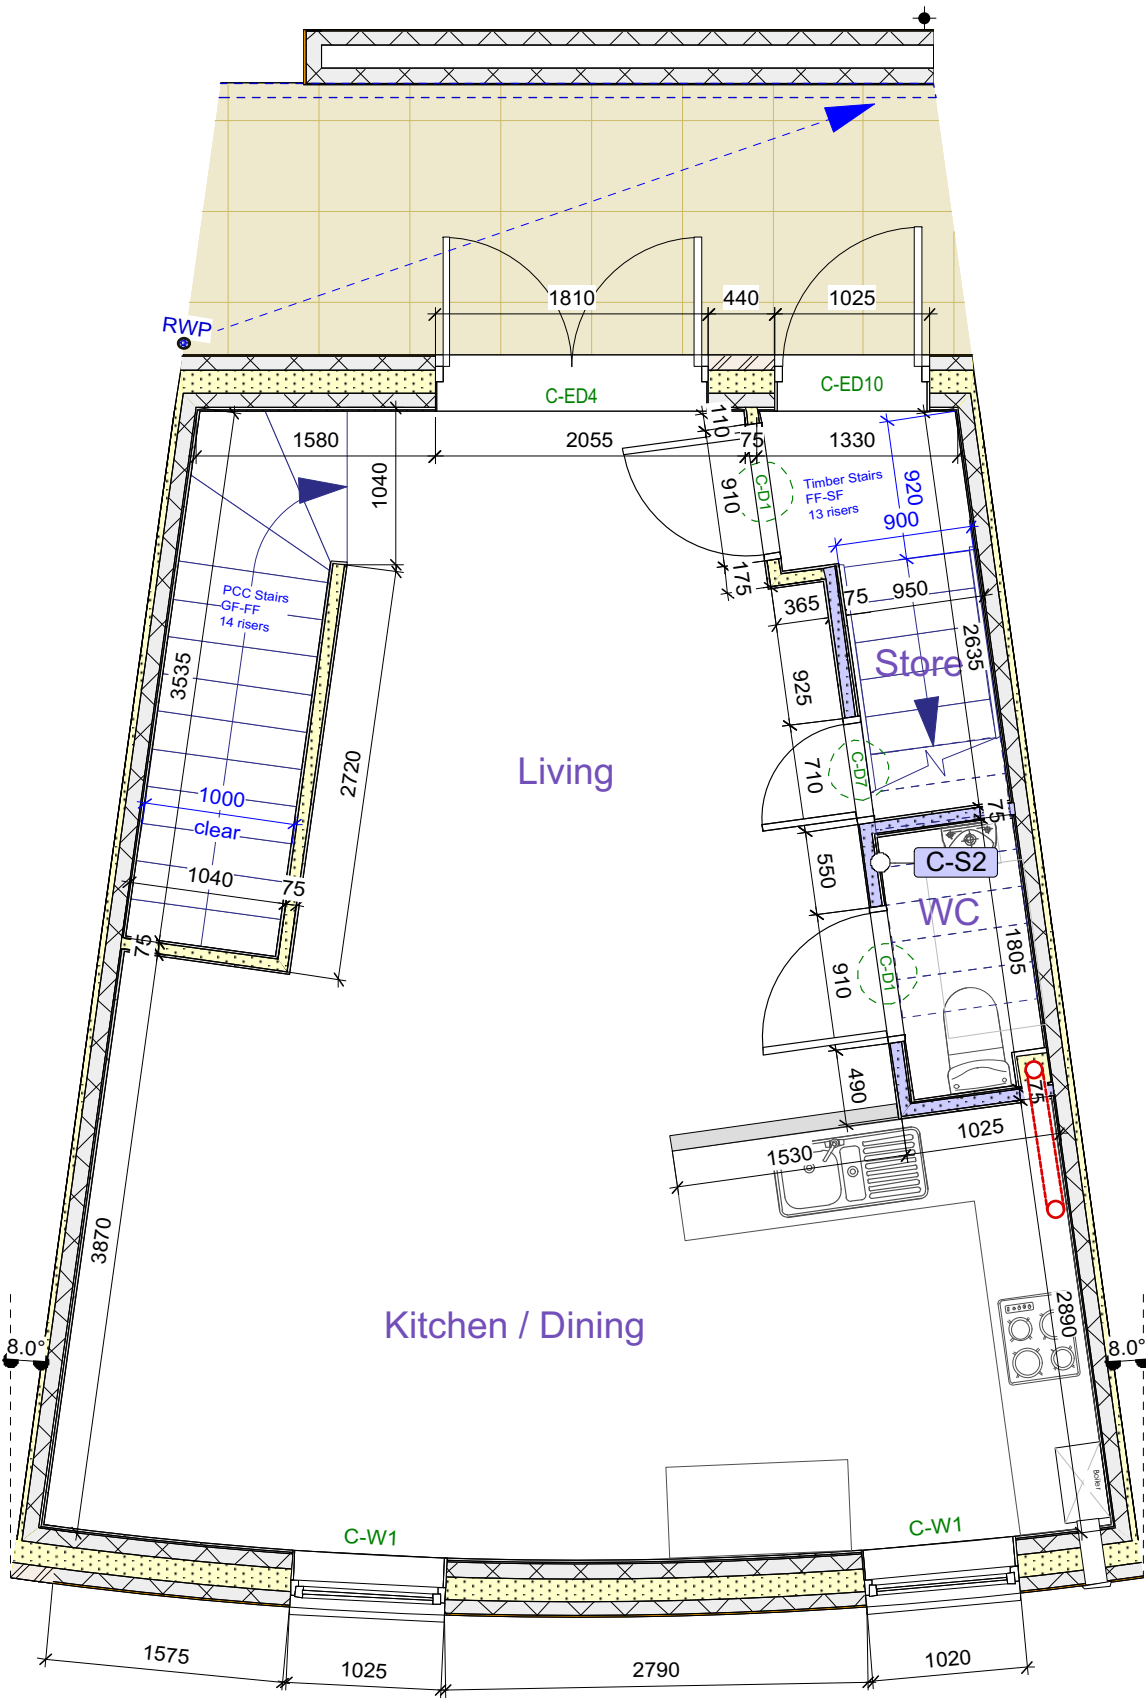 1810
440
1025
RWP
C-ED4
C-ED10
110
1580
2055
75
1330
1040
910
C-D1
Timber Stairs
FF-SF
13 risers
920
900
175
PCC Stairs
GF-FF
14 risers
365
75
950
3535
925
Store
2635
2720
Living
710
C-D7
1000
clear
75
1040
75
550
C-S2
WC
75
910
C-D1
1805
490
75
1530
1025
3870
2890
Kitchen / Dining
8.0°
8.0°
Boiler
C-W1
C-W1
1575
1025
2790
1020